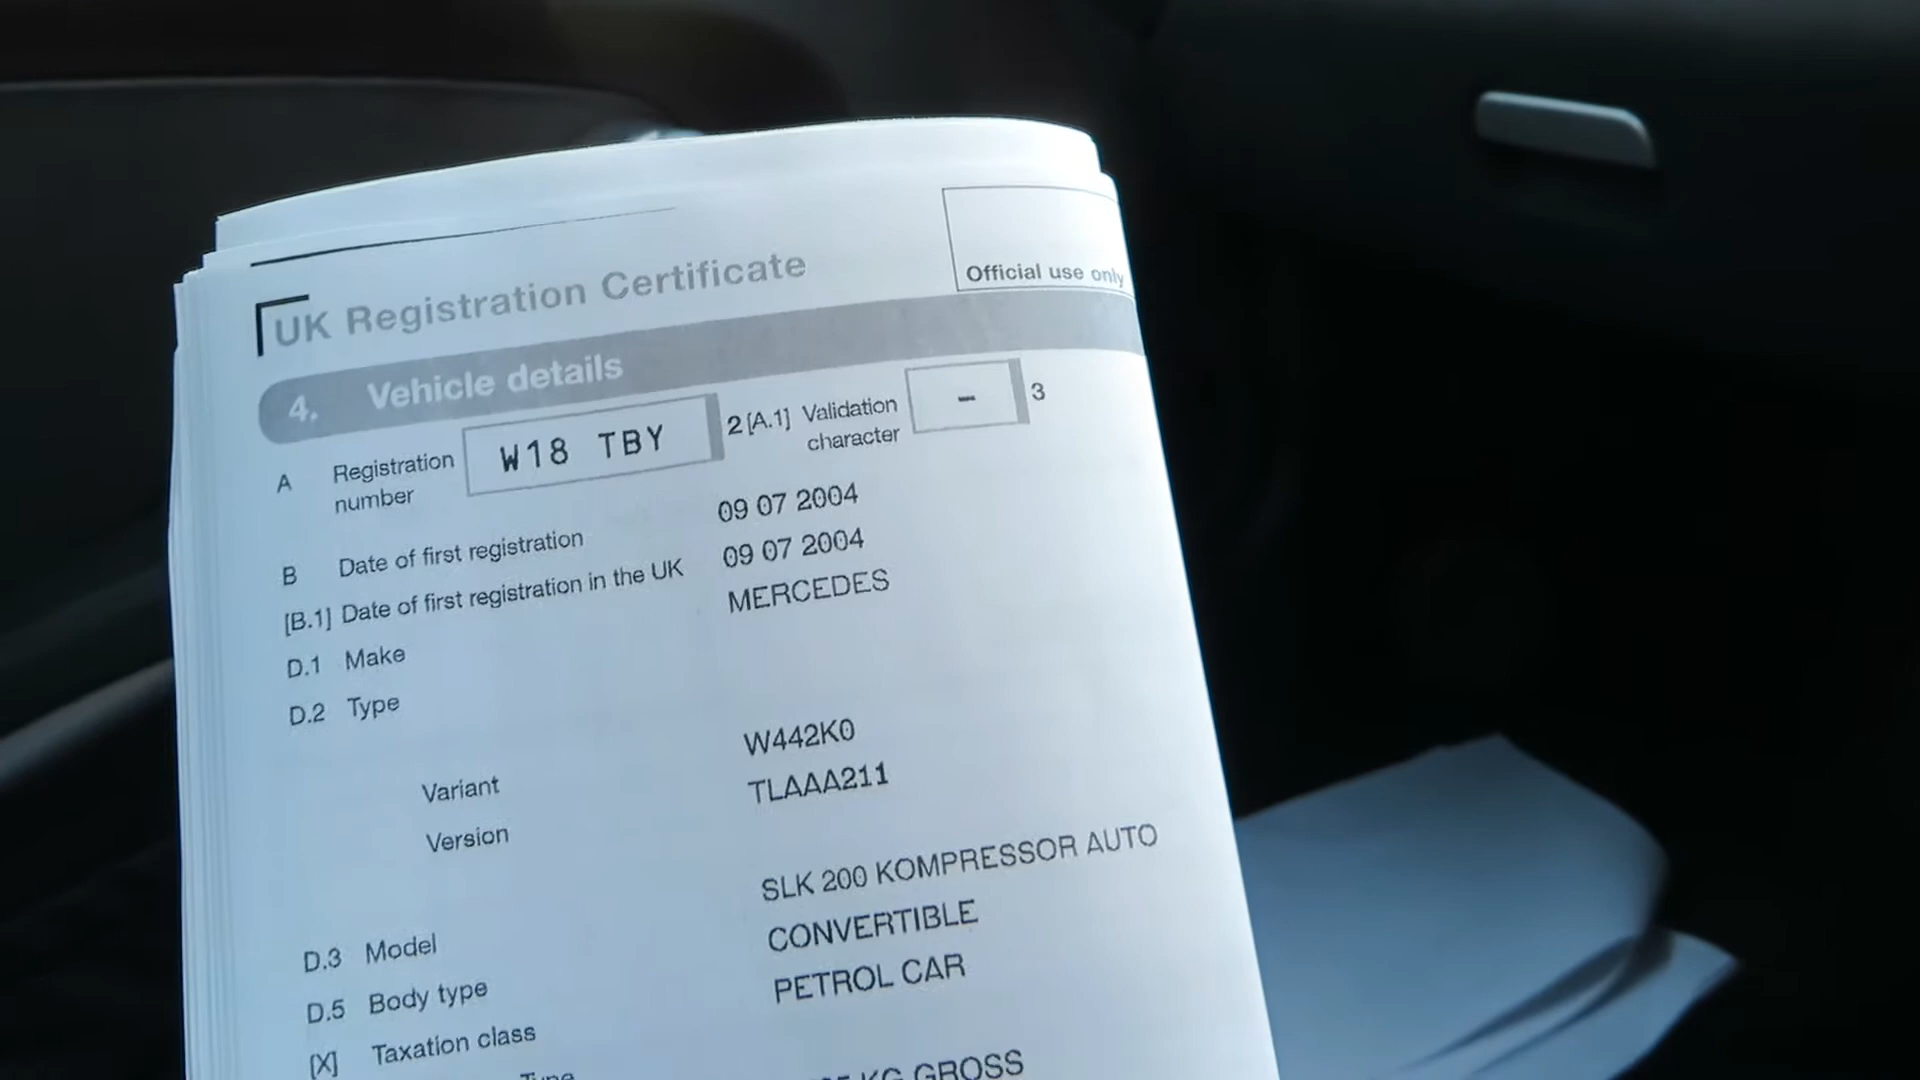 UK Registration Certificate
Official use only
4. Vehicle details
A Registration number W18 TBY 2 [A.1] Validation character - 3
B Date of first registration 09 07 2004
[B.1] Date of first registration in the UK 09 07 2004
D.1 Make MERCEDES
D.2 Type
Variant W442K0
Version TLAAA211
D.3 Model SLK 200 KOMPRESSOR AUTO
D.5 Body type CONVERTIBLE
[X] Taxation class PETROL CAR
Type
KG GROSS